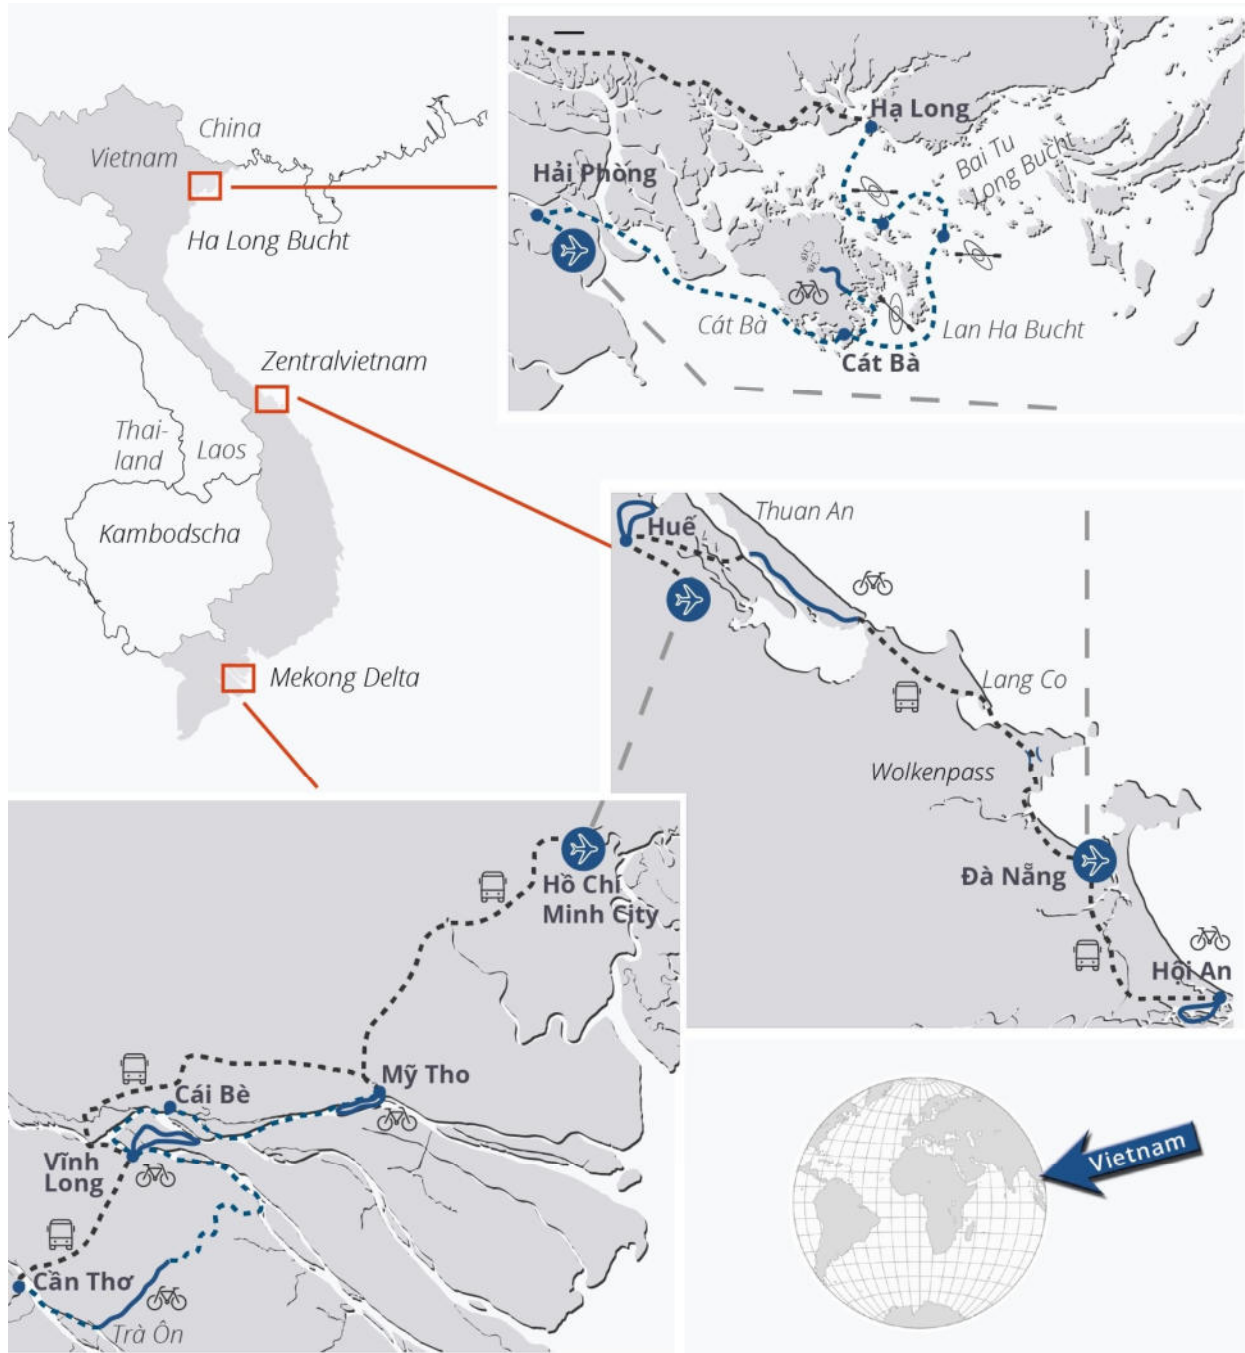 China
Vietnam
Ha Long Bucht
Zentralvietnam
Thai-
land
Laos
Kambodscha
Mekong Delta
Hạ Long
Bai Tu
Long Bucht
Hải Phòng
Cát Bà
Lan Ha Bucht
Cát Bà
Thuan An
Huế
Lang Co
Wolkenpass
Đà Nẵng
Hội An
Hồ Chí
Minh City
Mỹ Tho
Cái Bè
Vĩnh
Long
Cần Thơ
Trà Ôn
Vietnam